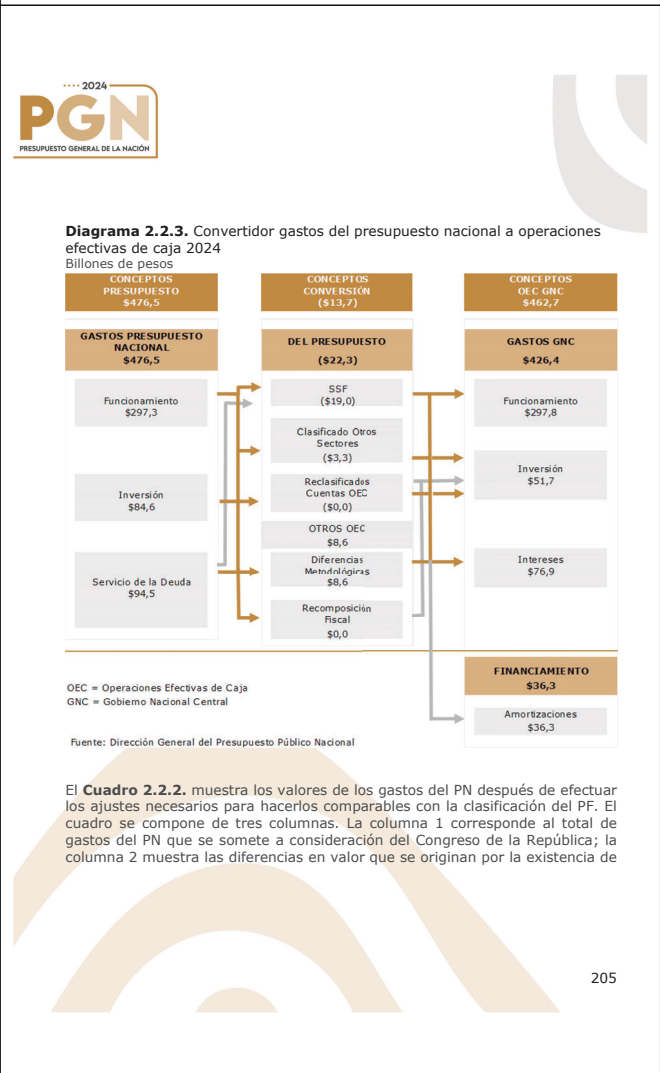 2024
PGN
PRESUPUESTO GENERAL DE LA NACIÓN
Diagrama 2.2.3. Convertidor gastos del presupuesto nacional a operaciones
efectivas de caja 2024
Billones de pesos
CONCEPTOS
PRESUPUESTO
$476,5
GASTOS PRESUPUESTO
NACIONAL
$476,5
Funcionamiento
$297,3
Inversión
$84,6
Servicio de la Deuda
$94,5
CONCEPTOS
CONVERSIÓN
($13,7)
DEL PRESUPUESTO
($22,3)
SSF
($19,0)
Clasificado Otros
Sectores
($3,3)
Reclasificados
Cuentas OEC
($0,0)
OTROS OEC
$8,6
Diferencias
Metodológicas
$8,6
Recomposición
Fiscal
$0,0
CONCEPTOS
OEC GNC
$462,7
GASTOS GNC
$426,4
Funcionamiento
$297,8
Inversión
$51,7
Intereses
$76,9
FINANCIAMIENTO
$36,3
Amortizaciones
$36,3
OEC = Operaciones Efectivas de Caja
GNC = Gobierno Nacional Central
Fuente: Dirección General del Presupuesto Público Nacional
El Cuadro 2.2.2. muestra los valores de los gastos del PN después de efectuar
los ajustes necesarios para hacerlos comparables con la clasificación del PF. El
cuadro se compone de tres columnas. La columna 1 corresponde al total de
gastos del PN que se somete a consideración del Congreso de la República; la
columna 2 muestra las diferencias en valor que se originan por la existencia de
205